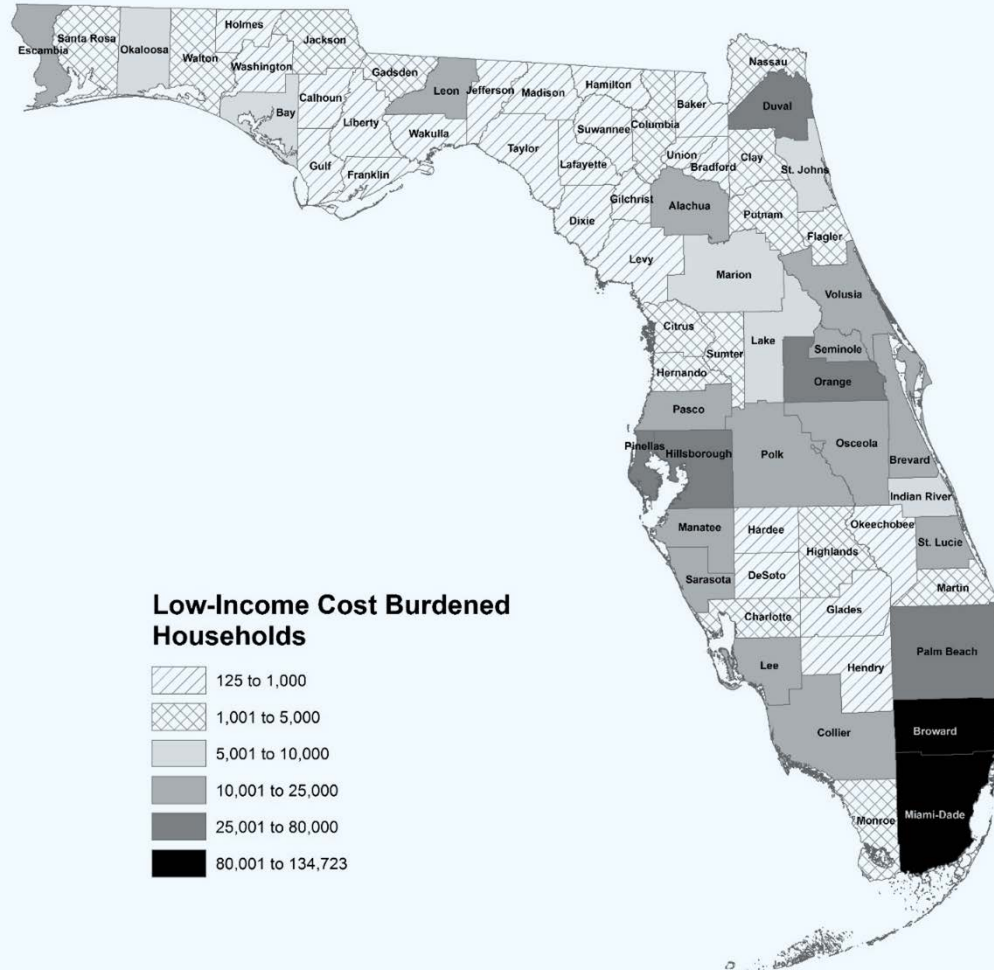 Holmes
Jackson
Santa Rosa
Okaloosa
Escambia
Walton
Washington
Nassau
Gadsden
Hamilton
Calhoun
Leon
Jefferson
Madison
Baker
Duval
Bay
Liberty
Suwannee
Columbia
Wakulla
Taylor
Lafayette
Union
Bradford
Clay
St. Johns
Gulf
Franklin
Gilchrist
Alachua
Putnam
Dixie
Flagler
Levy
Marion
Volusia
Citrus
Lake
Sumter
Seminole
Hernando
Orange
Pasco
Pinellas
Hillsborough
Polk
Osceola
Brevard
Indian River
Manatee
Hardee
Okeechobee
St. Lucie
Highlands
Sarasota
DeSoto
Martin
Charlotte
Glades
Palm Beach
Lee
Hendry
Collier
Broward
Monroe
Miami-Dade
Low-Income Cost Burdened
Households
125 to 1,000
1,001 to 5,000
5,001 to 10,000
10,001 to 25,000
25,001 to 80,000
80,001 to 134,723